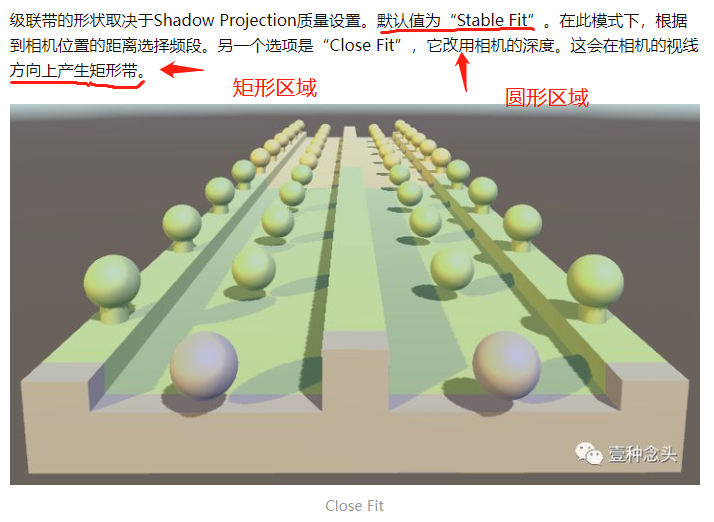 级联带的形状取决于Shadow Projection质量设置。默认值为“Stable Fit”。在此模式下，根据
到相机位置的距离选择频段。另一个选项是“Close Fit”，它改用相机的深度。这会在相机的视线
方向上产生矩形带。
矩形区域
圆形区域
壹种念头
Close Fit